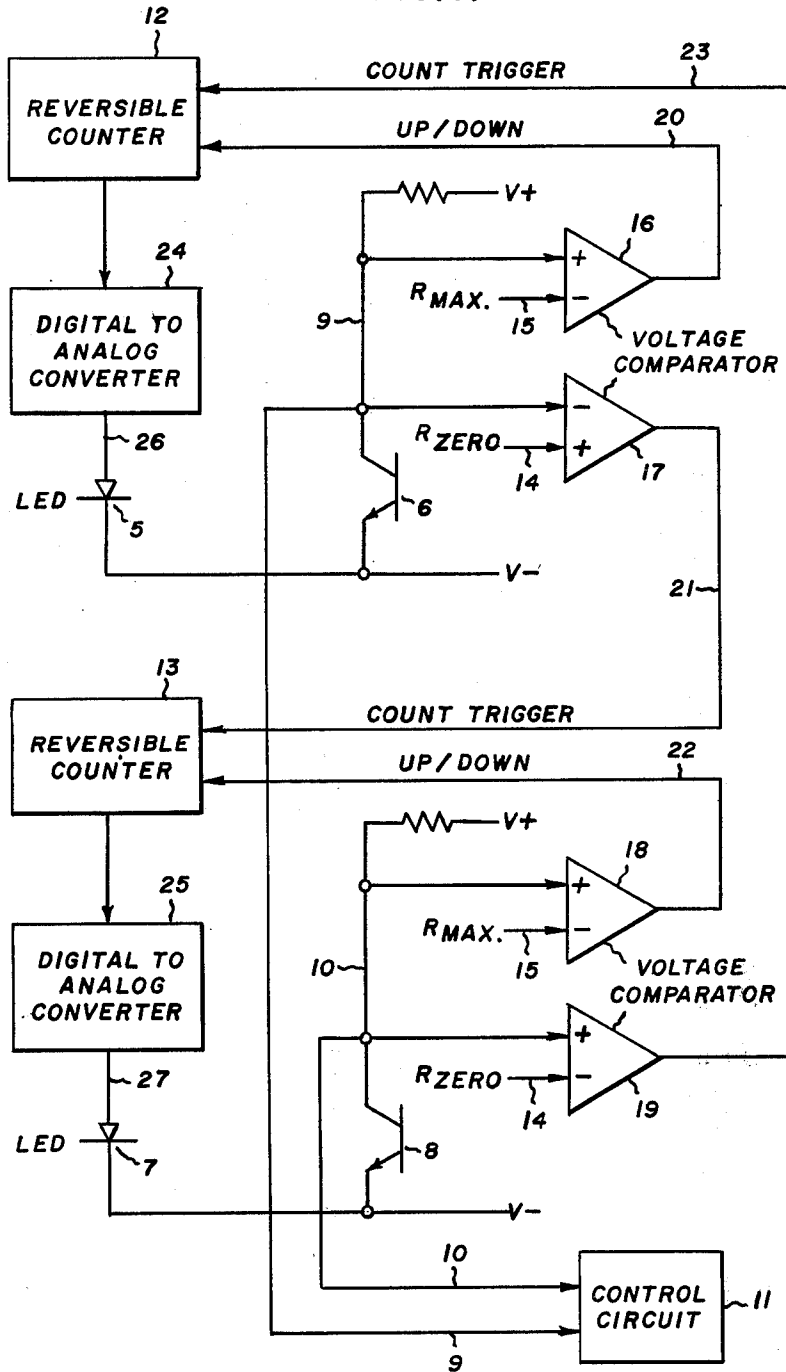 12
23
COUNT TRIGGER
REVERSIBLE
COUNTER
20
UP/DOWN
V+
16
24
+
RMAX.
-
15
9
DIGITAL TO
ANALOG
CONVERTER
VOLTAGE
COMPARATOR
-
RZERO
+
14
17
26
LED
5
6
V-
21
13
COUNT TRIGGER
REVERSIBLE
COUNTER
22
UP/DOWN
V+
18
25
+
RMAX.
-
15
10
DIGITAL TO
ANALOG
CONVERTER
VOLTAGE
COMPARATOR
+
RZERO
-
14
19
27
LED
7
8
V-
10
CONTROL
CIRCUIT
11
9